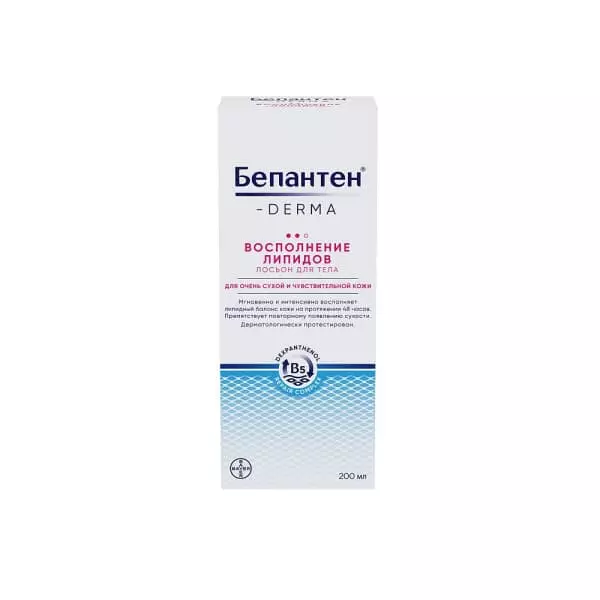 Бепантен
Бепантен®
-DERMA
ВОСПОЛНЕНИЕ
ЛИПИДОВ
ЛОСЬОН ДЛЯ ТЕЛА
ДЛЯ ОЧЕНЬ СУХОЙ И ЧУВСТВИТЕЛЬНОЙ КОЖИ
Мгновенно и интенсивно восполняет
липидный баланс кожи на протяжении 48 часов.
Препятствует повторному появлению сухости.
Дерматологически протестирован.
DEXPANTHENOL
B5
REPAIR COMPLEX
BAYER
200 мл